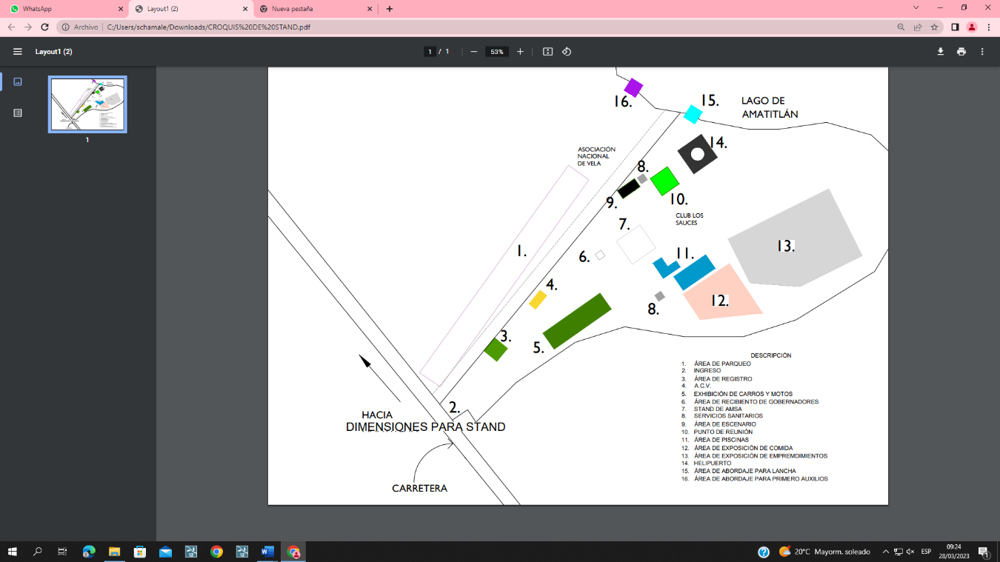 WhatsApp
Layout1 (2)
Nueva pestaña
Archivo
C:/Users/schamale/Downloads/CROQUIS%20DE%20STAND.pdf
Layout1 (2)
1 / 1
53%
1
16.
15.
LAGO DE
AMATITLÁN
14.
ASOCIACIÓN
NACIONAL
DE VELA
8.
9.
10.
CLUB LOS
SAUCES
7.
13.
1.
6.
11.
4.
12.
8.
3.
5.
2.
HACIA
DIMENSIONES PARA STAND
CARRETERA
DESCRIPCIÓN
1. ÁREA DE PARQUEO
2. INGRESO
3. ÁREA DE REGISTRO
4. A.C.V.
5. EXHIBICIÓN DE CARROS Y MOTOS
6. ÁREA DE RECIBIENTO DE GOBERNADORES
7. STAND DE AMSA
8. SERVICIOS SANITARIOS
9. ÁREA DE ESCENARIO
10. PUNTO DE REUNIÓN
11. ÁREA DE PISCINAS
12. ÁREA DE EXPOSICIÓN DE COMIDA
13. ÁREA DE EXPOSICIÓN DE EMPREMDIMIENTOS
14. HELIPUERTO
15. ÁREA DE ABORDAJE PARA LANCHA
16. ÁREA DE ABORDAJE PARA PRIMERO AUXILIOS
20°C Mayorm. soleado
ESP
09:24
28/03/2023